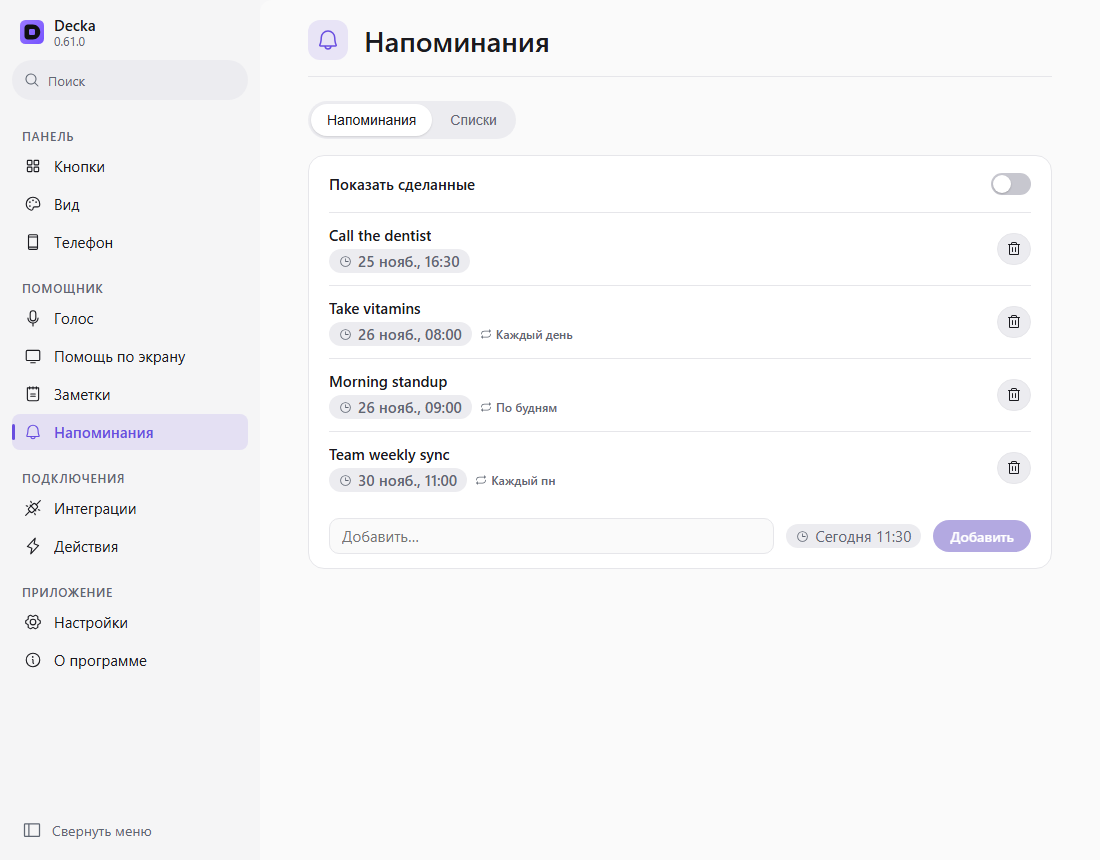 Decka
0.61.0
Поиск
ПАНЕЛЬ
Кнопки
Вид
Телефон
ПОМОЩНИК
Голос
Помощь по экрану
Заметки
Напоминания
ПОДКЛЮЧЕНИЯ
Интеграции
Действия
ПРИЛОЖЕНИЕ
Настройки
О программе
Свернуть меню
Напоминания
Напоминания Списки
Показать сделанные
Call the dentist
25 нояб., 16:30
Take vitamins
26 нояб., 08:00 Каждый день
Morning standup
26 нояб., 09:00 По будням
Team weekly sync
30 нояб., 11:00 Каждый пн
Добавить... Сегодня 11:30 Добавить